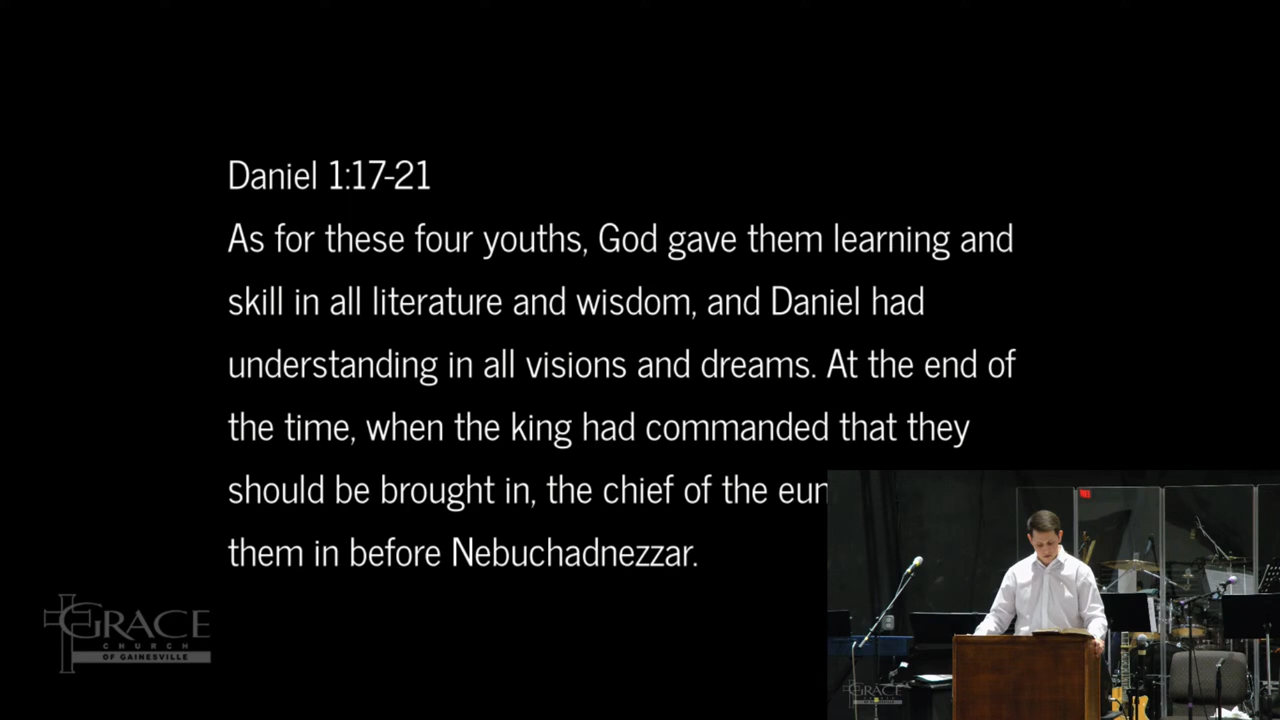 Daniel 1:17-21
As for these four youths, God gave them learning and
skill in all literature and wisdom, and Daniel had
understanding in all visions and dreams. At the end of
the time, when the king had commanded that they
should be brought in, the chief of the
them in before Nebuchadnezzar.
GRACE
CHURCH
OF GAINESVILLE
GRACE